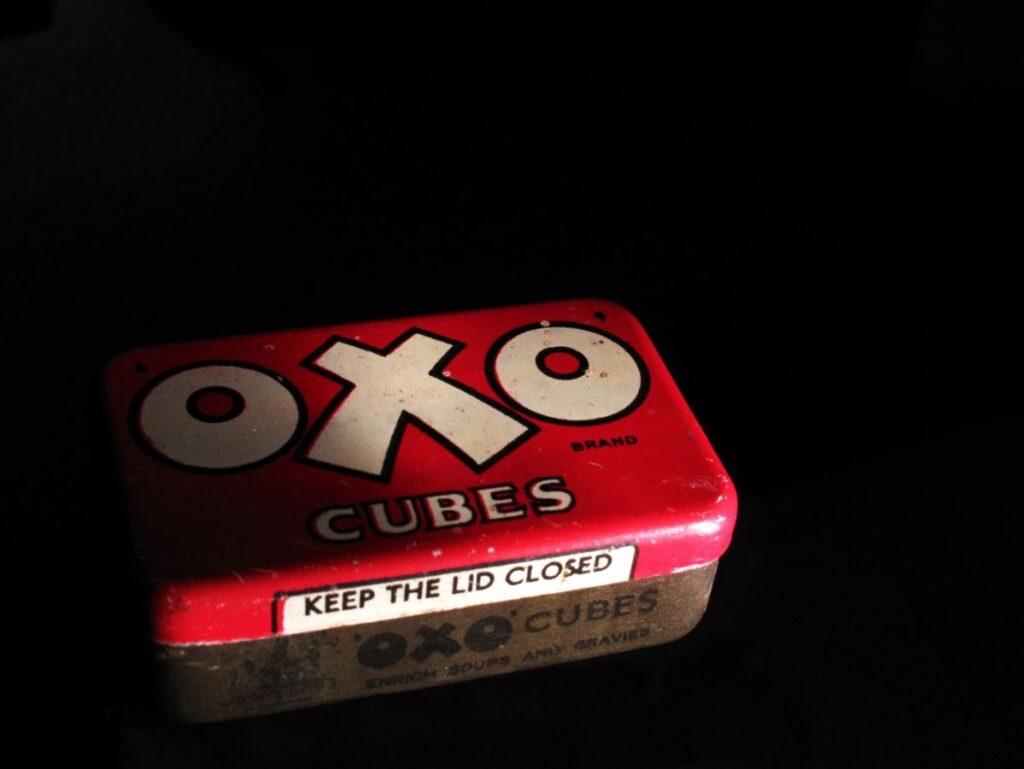 OXO
BRAND
CUBES
KEEP THE LID CLOSED
'OXO' CUBES
ENRICH SOUPS AND GRAVIES